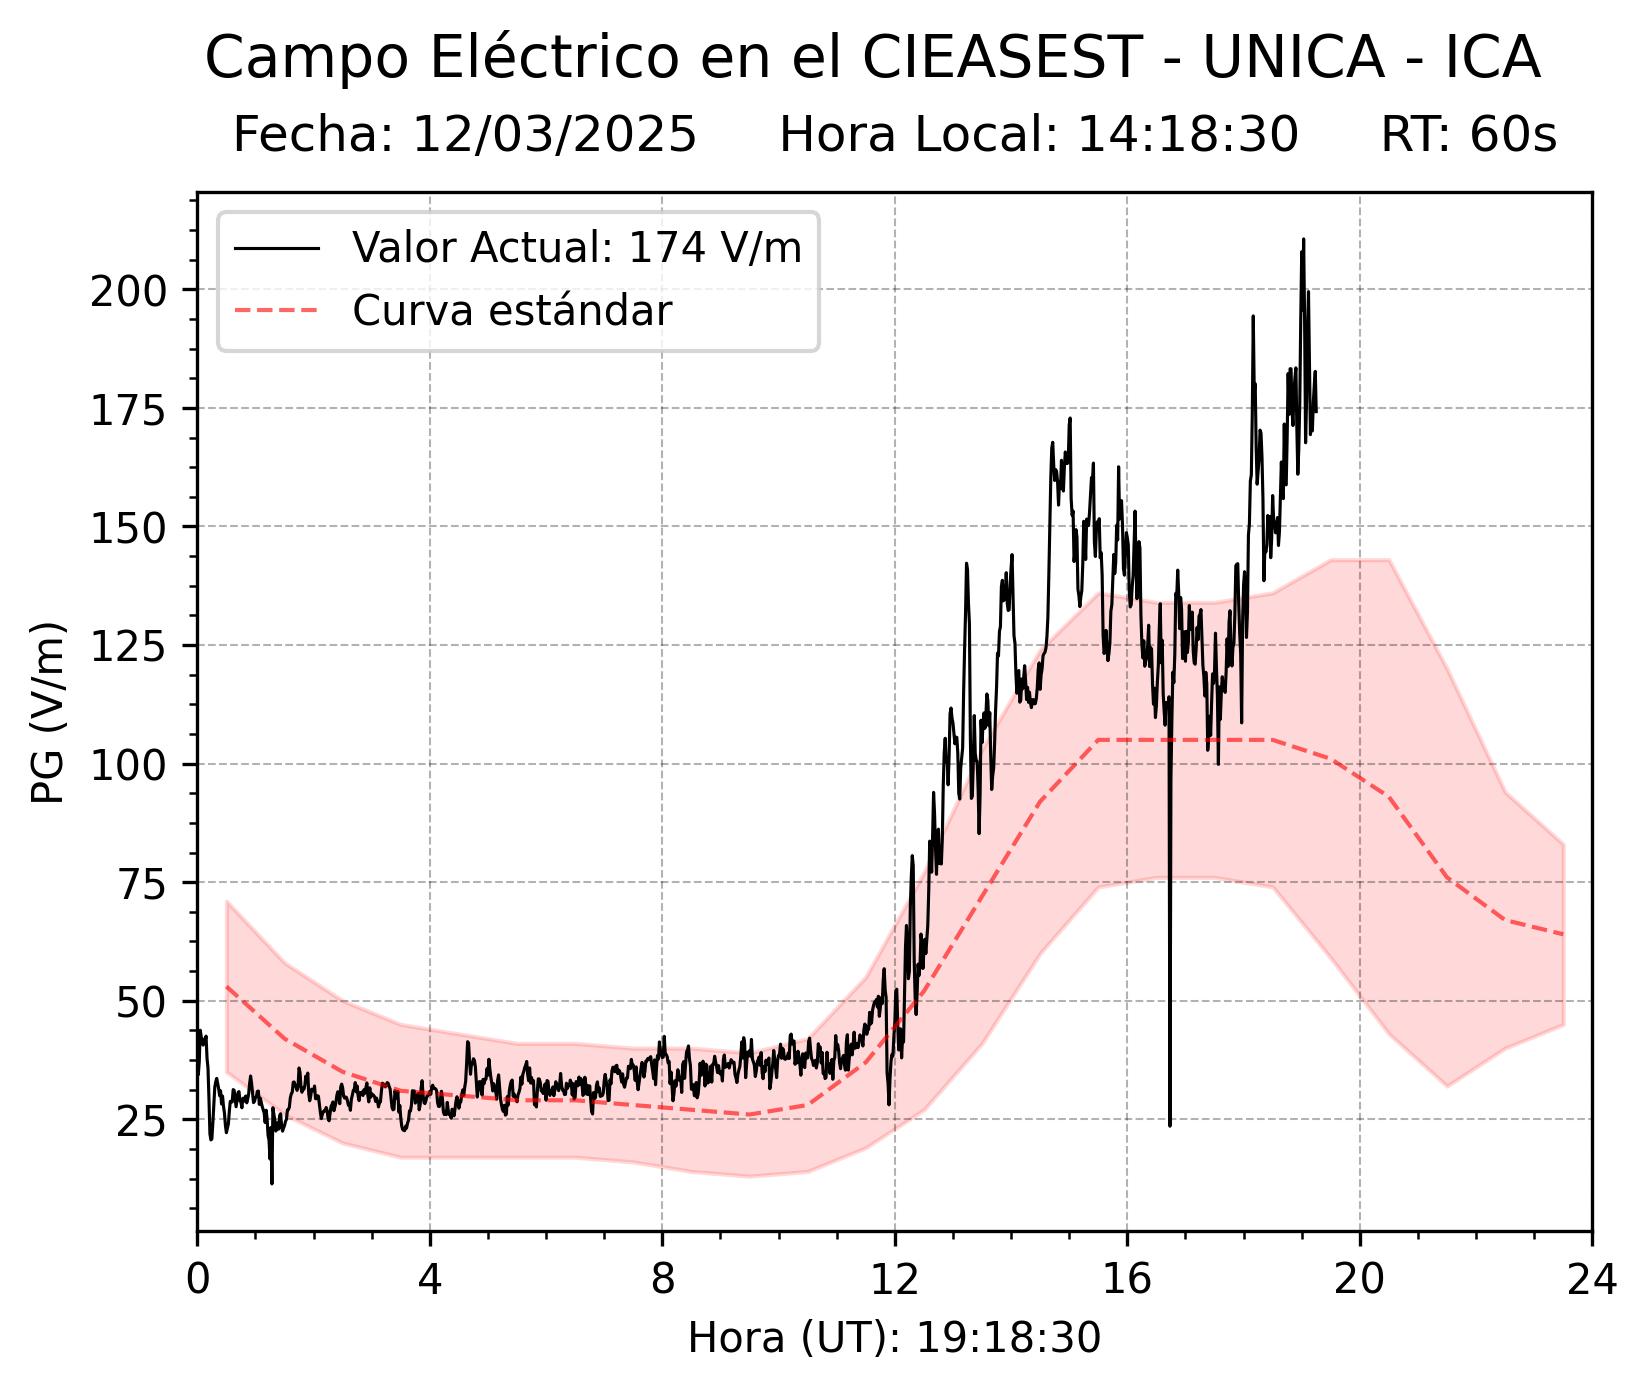 Campo Eléctrico en el CIEASEST - UNICA - ICA
Fecha: 12/03/2025 Hora Local: 14:18:30 RT: 60s
Valor Actual: 174 V/m
Curva estándar
PG (V/m)
200
175
150
125
100
75
50
25
0 4 8 12 16 20 24
Hora (UT): 19:18:30